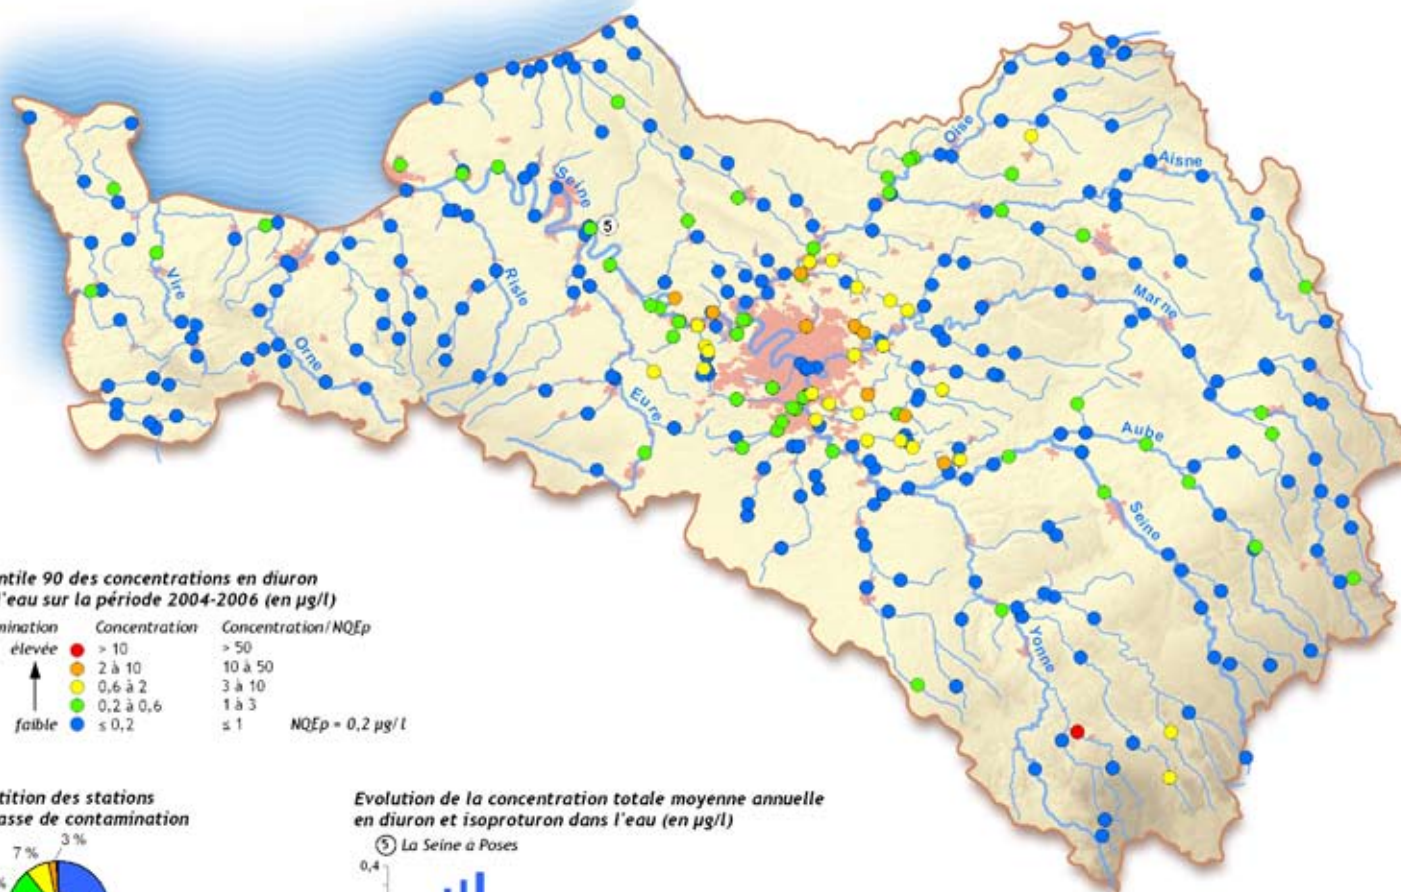 Oise
Aisne
Seine
5
Vire
Risle
Marne
Orne
Eure
Aube
Seine
Yonne
ntile 90 des concentrations en diuron
l'eau sur la période 2004-2006 (en µg/l)
mination Concentration Concentration/NQEp
élevée > 10 > 50
2 à 10 10 à 50
0,6 à 2 3 à 10
0,2 à 0,6 1 à 3
faible ≤ 0,2 ≤ 1 NQEp = 0,2 µg/l
tition des stations
asse de contamination
7 % 3 %
%
Evolution de la concentration totale moyenne annuelle
en diuron et isoproturon dans l'eau (en µg/l)
5 La Seine à Poses
0,4